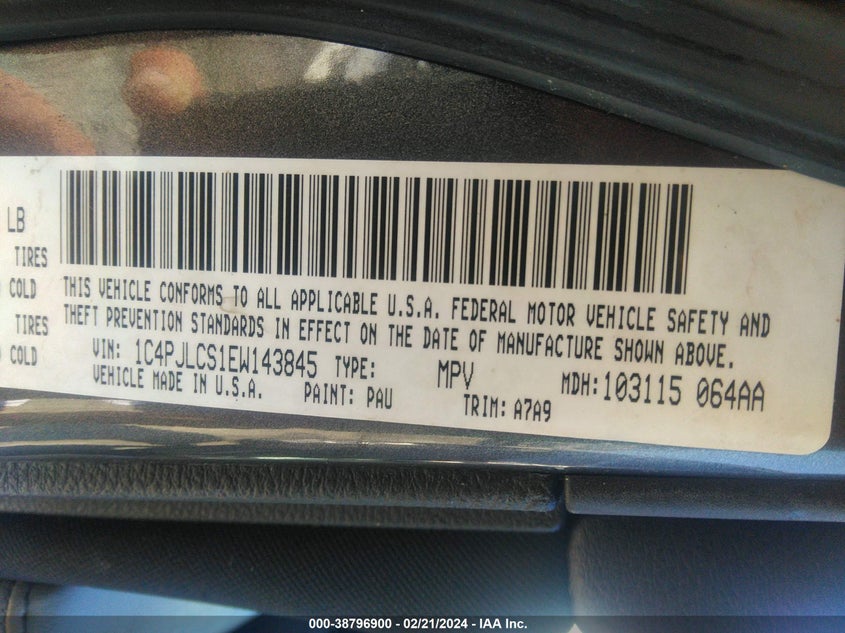 LB
TIRES
COLD
TIRES
COLD
THIS VEHICLE CONFORMS TO ALL APPLICABLE U.S.A. FEDERAL MOTOR VEHICLE SAFETY AND
THEFT PREVENTION STANDARDS IN EFFECT ON THE DATE OF MANUFACTURE SHOWN ABOVE.
VIN: 1C4PJLCS1EW143845 TYPE: MPV MDH:103115 064AA
VEHICLE MADE IN U.S.A. PAINT: PAU TRIM: A7A9
000-38796900 - 02/21/2024 - IAA Inc.